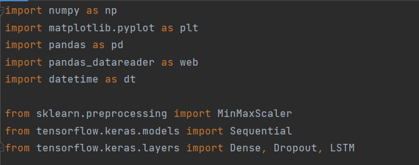 import numpy as np
import matplotlib.pyplot as plt
import pandas as pd
import pandas_datareader as web
import datetime as dt
from sklearn.preprocessing import MinMaxScaler
from tensorflow.keras.models import Sequential
from tensorflow.keras.layers import Dense, Dropout, LSTM